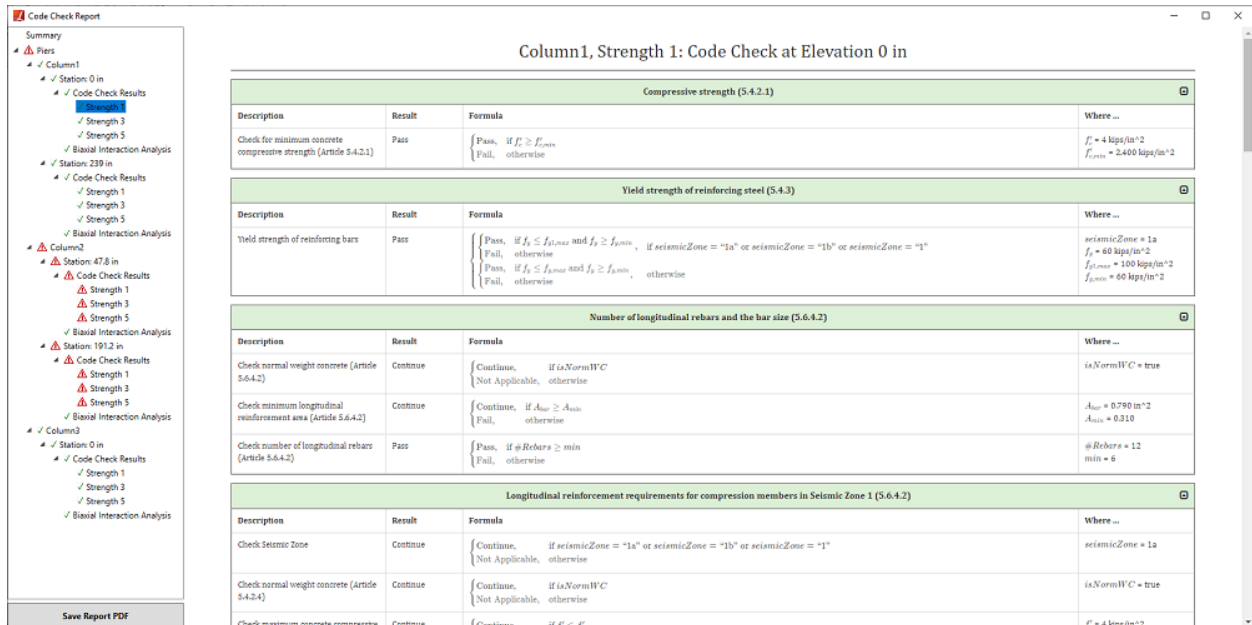 Code Check Report
Summary
Piers
Column1
Station: 0 in
Code Check Results
Strength 1
Strength 3
Strength 5
Biaxial Interaction Analysis
Station: 239 in
Code Check Results
Strength 1
Strength 3
Strength 5
Biaxial Interaction Analysis
Column2
Station: 47.8 in
Code Check Results
Strength 1
Strength 3
Strength 5
Biaxial Interaction Analysis
Station: 191.2 in
Code Check Results
Strength 1
Strength 3
Strength 5
Biaxial Interaction Analysis
Column3
Station: 0 in
Code Check Results
Strength 1
Strength 3
Strength 5
Biaxial Interaction Analysis
Save Report PDF
Column1, Strength 1: Code Check at Elevation 0 in
Compressive strength (5.4.2.1)
Description Result Formula Where ...
Check for minimum concrete compressive strength (Article 5.4.2.1) Pass
Pass, if f'c ≥ f'c,min
Fail, otherwise
f'c = 4 kips/in^2
f'c,min = 2.400 kips/in^2
Yield strength of reinforcing steel (5.4.3)
Description Result Formula Where ...
Yield strength of reinforcing bars Pass
Pass, if fy ≤ fy1,max and fy ≥ fy,min, if seismicZone = "1a" or seismicZone = "1b" or seismicZone = "1"
Fail, otherwise
Pass, if fy ≤ fy,max and fy ≥ fy,min, otherwise
Fail, otherwise
seismicZone = 1a
fy = 60 kips/in^2
fy1,max = 100 kips/in^2
fy,min = 60 kips/in^2
Number of longitudinal rebars and the bar size (5.6.4.2)
Description Result Formula Where ...
Check normal weight concrete (Article 5.6.4.2) Continue
Continue, if isNormWC
Not Applicable, otherwise
isNormWC = true
Check minimum longitudinal reinforcement area (Article 5.6.4.2) Continue
Continue, if Abar ≥ Amin
Fail, otherwise
Abar = 0.790 in^2
Amin = 0.310
Check number of longitudinal rebars (Article 5.6.4.2) Pass
Pass, if #Rebars ≥ min
Fail, otherwise
#Rebars = 12
min = 6
Longitudinal reinforcement requirements for compression members in Seismic Zone 1 (5.6.4.2)
Description Result Formula Where ...
Check Seismic Zone Continue
Continue, if seismicZone = "1a" or seismicZone = "1b" or seismicZone = "1"
Not Applicable, otherwise
seismicZone = 1a
Check normal weight concrete (Article 5.4.2.4) Continue
Continue, if isNormWC
Not Applicable, otherwise
isNormWC = true
Check maximum concrete compressive Continue